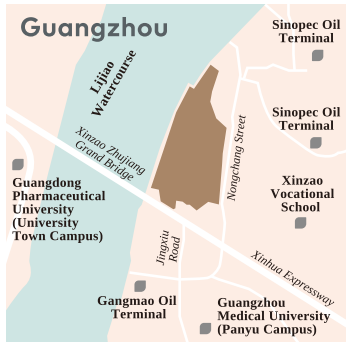 Guangzhou
Sinopec Oil
Terminal
Lijiao
Watercourse
Sinopec Oil
Terminal
Nongchang Street
Xinzao Zhujiang
Grand Bridge
Guangdong
Pharmaceutical
University
(University
Town Campus)
Xinzao
Vocational
School
Jingxiu
Road
Xinhua Expressway
Gangmao Oil
Terminal
Guangzhou
Medical University
(Panyu Campus)